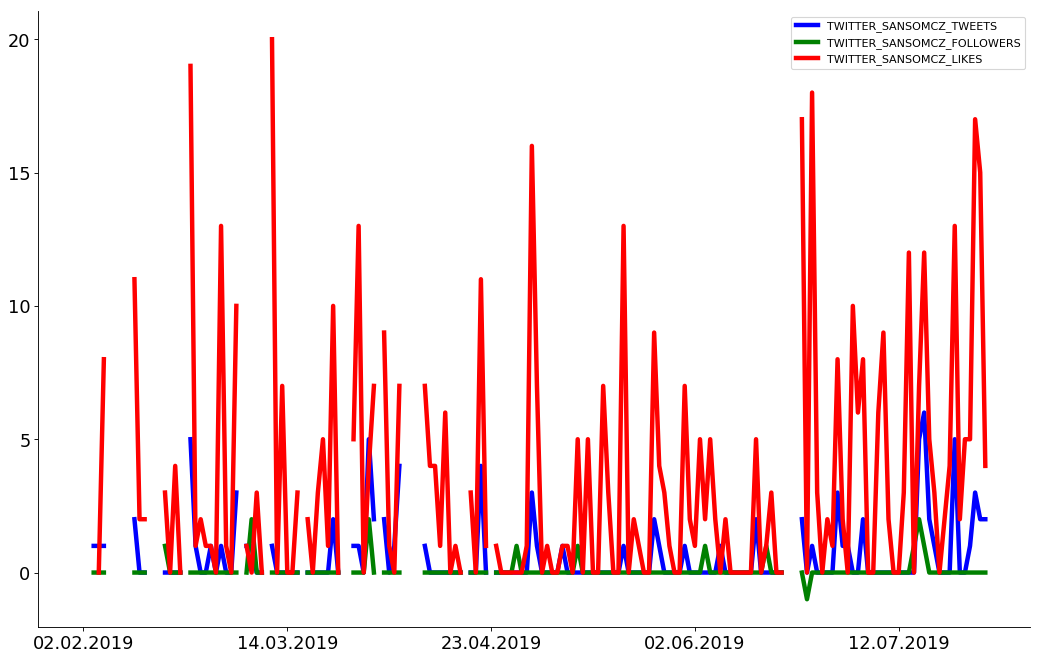 TWITTER_SANSOMCZ_TWEETS
TWITTER_SANSOMCZ_FOLLOWERS
TWITTER_SANSOMCZ_LIKES
20
15
10
5
0
02.02.2019 14.03.2019 23.04.2019 02.06.2019 12.07.2019